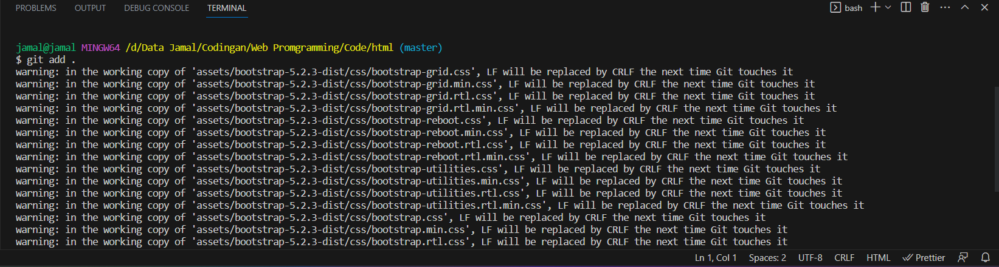 PROBLEMS OUTPUT DEBUG CONSOLE TERMINAL bash
jamal@jamal MINGW64 /d/Data Jamal/Codingan/Web Promgramming/Code/html (master)
$ git add .
warning: in the working copy of 'assets/bootstrap-5.2.3-dist/css/bootstrap-grid.css', LF will be replaced by CRLF the next time Git touches it
warning: in the working copy of 'assets/bootstrap-5.2.3-dist/css/bootstrap-grid.min.css', LF will be replaced by CRLF the next time Git touches it
warning: in the working copy of 'assets/bootstrap-5.2.3-dist/css/bootstrap-grid.rtl.css', LF will be replaced by CRLF the next time Git touches it
warning: in the working copy of 'assets/bootstrap-5.2.3-dist/css/bootstrap-grid.rtl.min.css', LF will be replaced by CRLF the next time Git touches it
warning: in the working copy of 'assets/bootstrap-5.2.3-dist/css/bootstrap-reboot.css', LF will be replaced by CRLF the next time Git touches it
warning: in the working copy of 'assets/bootstrap-5.2.3-dist/css/bootstrap-reboot.min.css', LF will be replaced by CRLF the next time Git touches it
warning: in the working copy of 'assets/bootstrap-5.2.3-dist/css/bootstrap-reboot.rtl.css', LF will be replaced by CRLF the next time Git touches it
warning: in the working copy of 'assets/bootstrap-5.2.3-dist/css/bootstrap-reboot.rtl.min.css', LF will be replaced by CRLF the next time Git touches it
warning: in the working copy of 'assets/bootstrap-5.2.3-dist/css/bootstrap-utilities.css', LF will be replaced by CRLF the next time Git touches it
warning: in the working copy of 'assets/bootstrap-5.2.3-dist/css/bootstrap-utilities.min.css', LF will be replaced by CRLF the next time Git touches it
warning: in the working copy of 'assets/bootstrap-5.2.3-dist/css/bootstrap-utilities.rtl.css', LF will be replaced by CRLF the next time Git touches it
warning: in the working copy of 'assets/bootstrap-5.2.3-dist/css/bootstrap-utilities.rtl.min.css', LF will be replaced by CRLF the next time Git touches it
warning: in the working copy of 'assets/bootstrap-5.2.3-dist/css/bootstrap.css', LF will be replaced by CRLF the next time Git touches it
warning: in the working copy of 'assets/bootstrap-5.2.3-dist/css/bootstrap.min.css', LF will be replaced by CRLF the next time Git touches it
warning: in the working copy of 'assets/bootstrap-5.2.3-dist/css/bootstrap.rtl.css', LF will be replaced by CRLF the next time Git touches it
Ln 1, Col 1 Spaces: 2 UTF-8 CRLF HTML Prettier